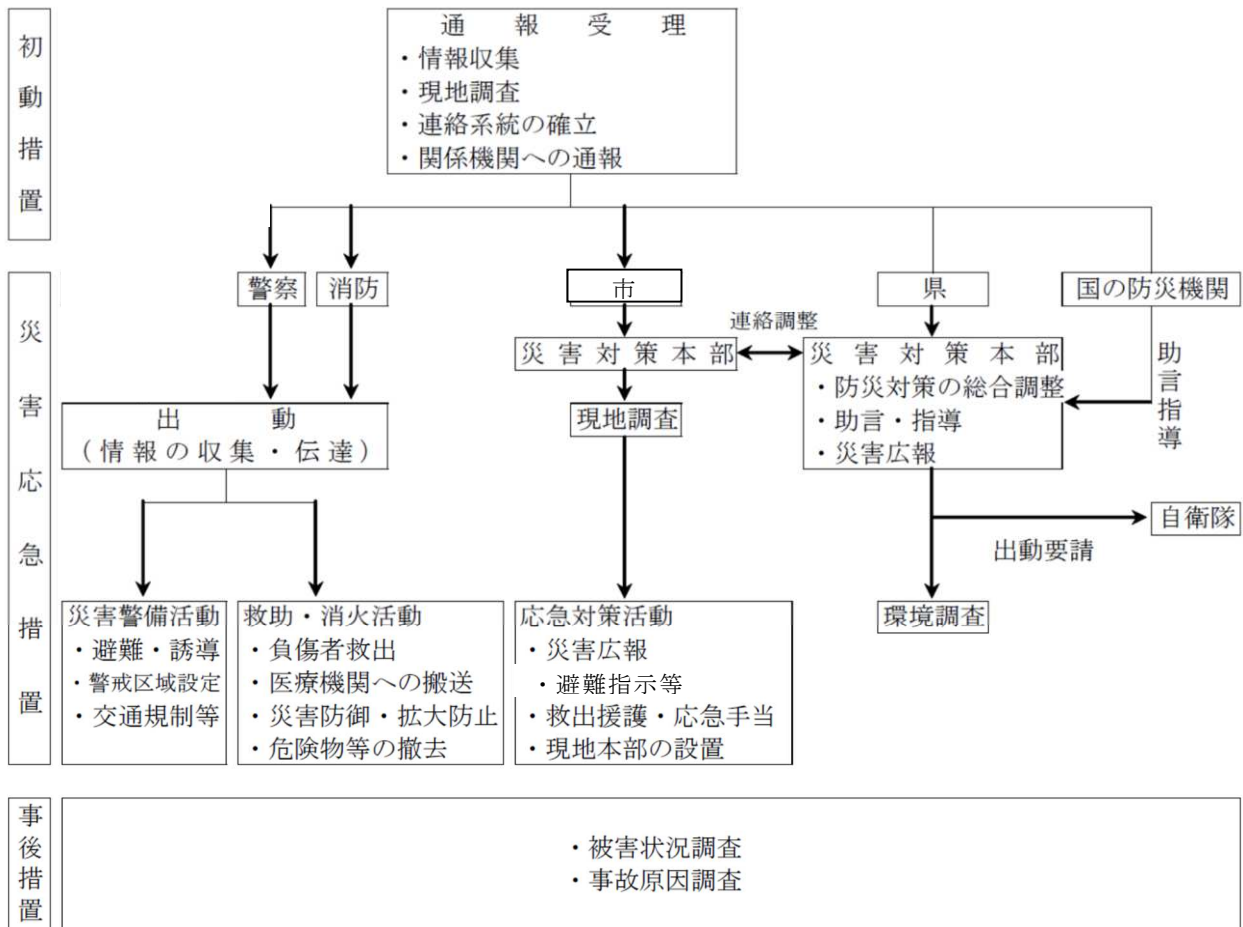 初動措置
通報受理
・情報収集
・現地調査
・連絡系統の確立
・関係機関への通報
災害応急措置
警察
消防
市
県
国の防災機関
連絡調整
災害対策本部
災害対策本部
・防災対策の総合調整
・助言・指導
・災害広報
助言指導
出動
（情報の収集・伝達）
現地調査
自衛隊
出動要請
災害警備活動
・避難・誘導
・警戒区域設定
・交通規制等
救助・消火活動
・負傷者救出
・医療機関への搬送
・災害防御・拡大防止
・危険物等の撤去
応急対策活動
・災害広報
・避難指示等
・救出援護・応急手当
・現地本部の設置
環境調査
事後措置
・被害状況調査
・事故原因調査